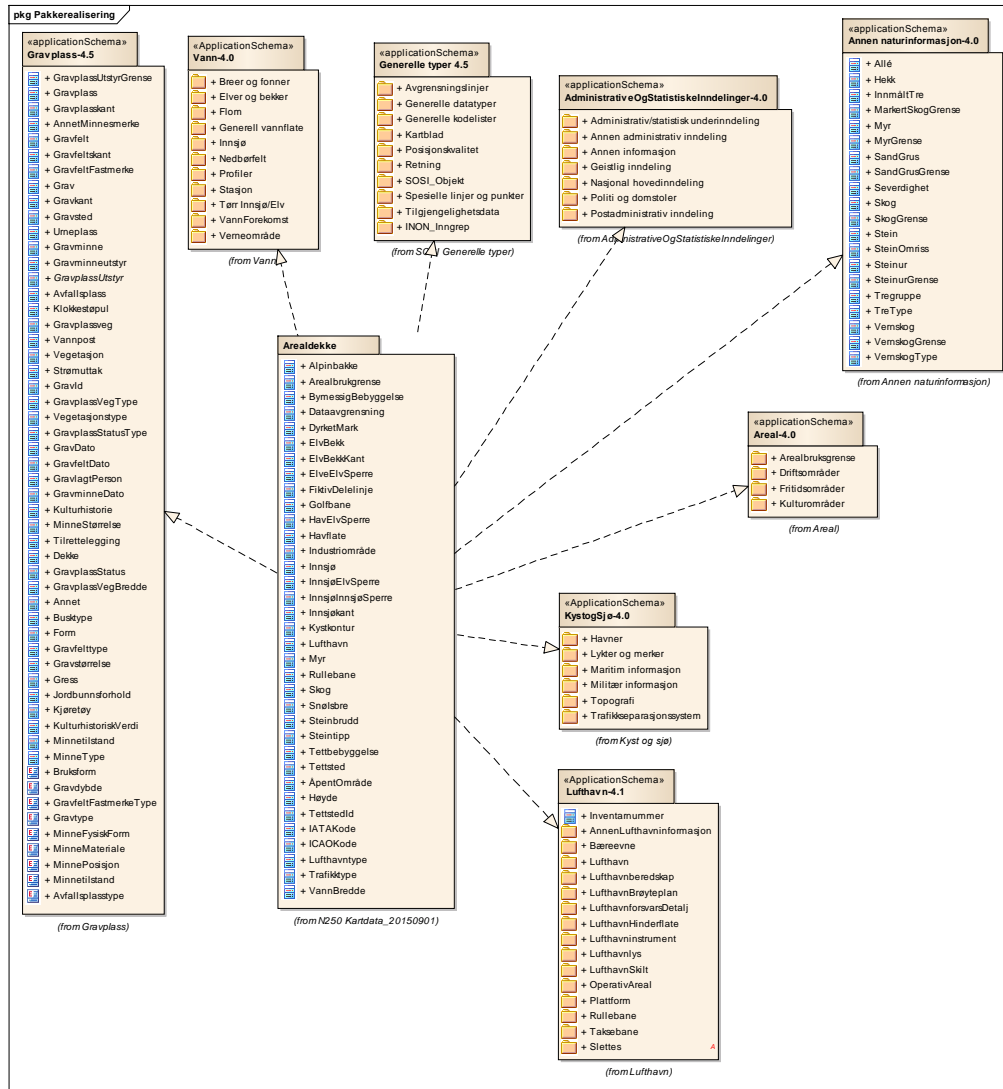 pkg Pakkerealisering
«applicationSchema»
Gravplass-4.5
+ GravplassUtstyrGrense
+ Gravplass
+ Gravplasskant
+ AnnetMinnesmerke
+ Gravfelt
+ Gravfeltskant
+ GravfeltFastmerke
+ Grav
+ Gravkant
+ Gravsted
+ Urneplass
+ Gravminne
+ Gravminneutstyr
+ GravplassUtstyr
+ Avfallsplass
+ Klokkestøpul
+ Gravplassveg
+ Vannpost
+ Vegetasjon
+ Strømuttak
+ GravId
+ GravplassVegType
+ Vegetasjonstype
+ GravplassStatusType
+ GravDato
+ GravfeltDato
+ GravlagtPerson
+ GravminneDato
+ Kulturhistorie
+ MinneStørrelse
+ Tilrettelegging
+ Dekke
+ GravplassStatus
+ GravplassVegBredde
+ Annet
+ Busktype
+ Form
+ Gravfelttype
+ Gravstørrelse
+ Gress
+ Jordbunnsforhold
+ Kjøretøy
+ KulturhistoriskVerdi
+ Minnetilstand
+ MinneType
+ Bruksform
+ Gravdybde
+ GravfeltFastmerkeType
+ Gravtype
+ MinneFysiskForm
+ MinneMateriale
+ MinnePosisjon
+ Minnetilstand
+ Avfallsplasstype
(from Gravplass)
«ApplicationSchema»
Vann-4.0
+ Breer og fonner
+ Elver og bekker
+ Flom
+ Generell vannflate
+ Innsjø
+ Nedbørfelt
+ Profiler
+ Stasjon
+ Tørr Innsjø/Elv
+ VannForekomst
+ Verneområde
(from Vann)
«applicationSchema»
Generelle typer 4.5
+ Avgrensningslinjer
+ Generelle datatyper
+ Generelle kodelister
+ Kartblad
+ Posisjonskvalitet
+ Retning
+ SOSI_Objekt
+ Spesielle linjer og punkter
+ Tilgjengelighetsdata
+ INON_Inngrep
(from SOSI Generelle typer)
«applicationSchema»
AdministrativeOgStatistiskeInndelinger-4.0
+ Administrativ/statistisk underinndeling
+ Annen administrativ inndeling
+ Annen informasjon
+ Geistlig inndeling
+ Nasjonal hovedinndeling
+ Politi og domstoler
+ Postadministrativ inndeling
(from AdministrativeOgStatistiskeInndelinger)
«applicationSchema»
Annen naturinformasjon-4.0
+ Allé
+ Hekk
+ InnmåltTre
+ MarkertSkogGrense
+ Myr
+ MyrGrense
+ SandGrus
+ SandGrusGrense
+ Severdighet
+ Skog
+ SkogGrense
+ Stein
+ SteinOmriss
+ Steinur
+ SteinurGrense
+ Tregruppe
+ TreType
+ Vernskog
+ VernskogGrense
+ VernskogType
(from Annen naturinformasjon)
Arealdekke
+ Alpinbakke
+ Arealbrukgrense
+ BymessigBebyggelse
+ Dataavgrensning
+ DyrketMark
+ ElvBekk
+ ElvBekkKant
+ ElveElvSperre
+ FiktivDelelinje
+ Golfbane
+ HavElvSperre
+ Havflate
+ Industriområde
+ Innsjø
+ InnsjøElvSperre
+ InnsjøInnsjøSperre
+ Innsjøkant
+ Kystkontur
+ Lufthavn
+ Myr
+ Rullebane
+ Skog
+ SnøIsbre
+ Steinbrudd
+ Steintipp
+ Tettbebyggelse
+ Tettsted
+ ÅpentOmråde
+ Høyde
+ TettstedId
+ IATAKode
+ ICAOKode
+ Lufthavntype
+ Trafikktype
+ VannBredde
(from N250 Kartdata_20150901)
«applicationSchema»
Areal-4.0
+ Arealbruksgrense
+ Driftsområder
+ Fritidsområder
+ Kulturområder
(from Areal)
«ApplicationSchema»
KystogSjø-4.0
+ Havner
+ Lykter og merker
+ Maritim informasjon
+ Militær informasjon
+ Topografi
+ Trafikkseparasjonssystem
(from Kyst og sjø)
«ApplicationSchema»
Lufthavn-4.1
+ Inventarnummer
+ AnnenLufthavninformasjon
+ Bæreevne
+ Lufthavn
+ Lufthavnberedskap
+ LufthavnBrøyteplan
+ LufthavnforsvarsDetalj
+ LufthavnHinderflate
+ Lufthavninstrument
+ Lufthavnlys
+ LufthavnSkilt
+ OperativAreal
+ Plattform
+ Rullebane
+ Taksebane
+ Slettes
A
(from Lufthavn)